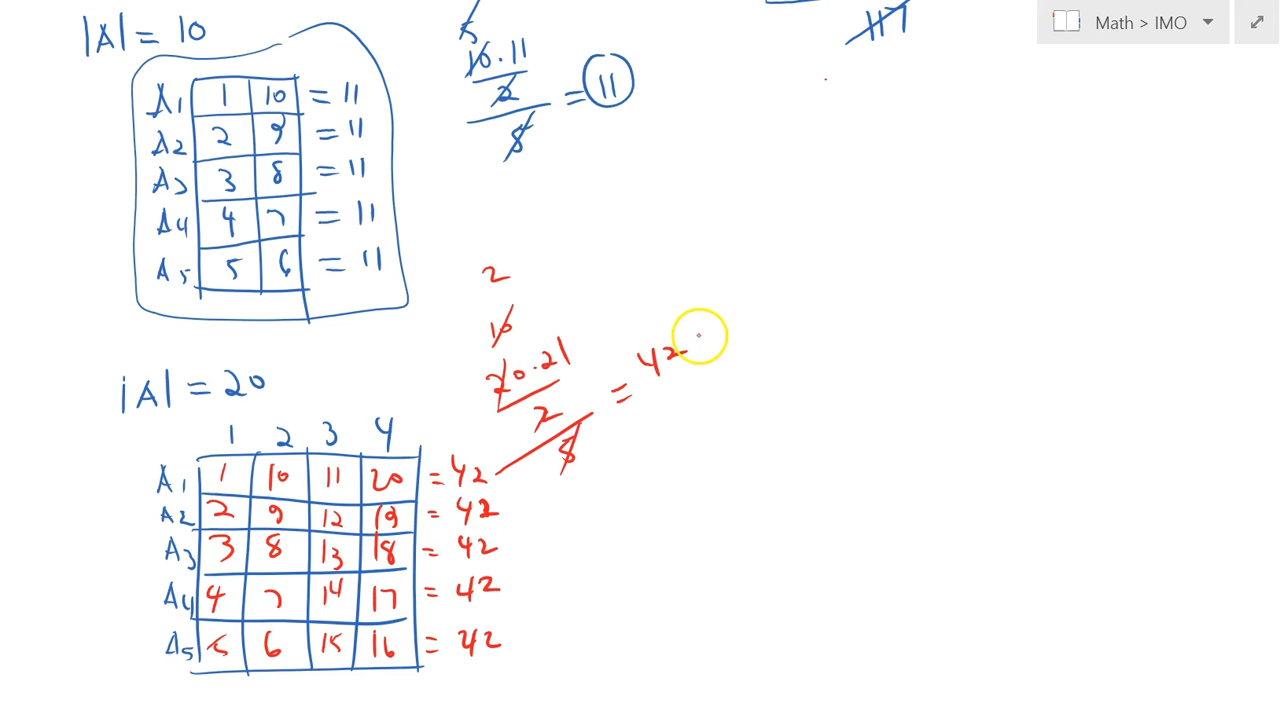 Math > IMO
117
|A| = 10
A1 1 10 = 11
A2 2 9 = 11
A3 3 8 = 11
A4 4 7 = 11
A5 5 6 = 11
5
10.11
2
5
= 11
|A| = 20
1 2 3 4
A1 1 10 11 20 = 42
A2 2 9 12 19 = 42
A3 3 8 13 18 = 42
A4 4 7 14 17 = 42
A5 5 6 15 16 = 42
2
10
20.21
2
5
= 42